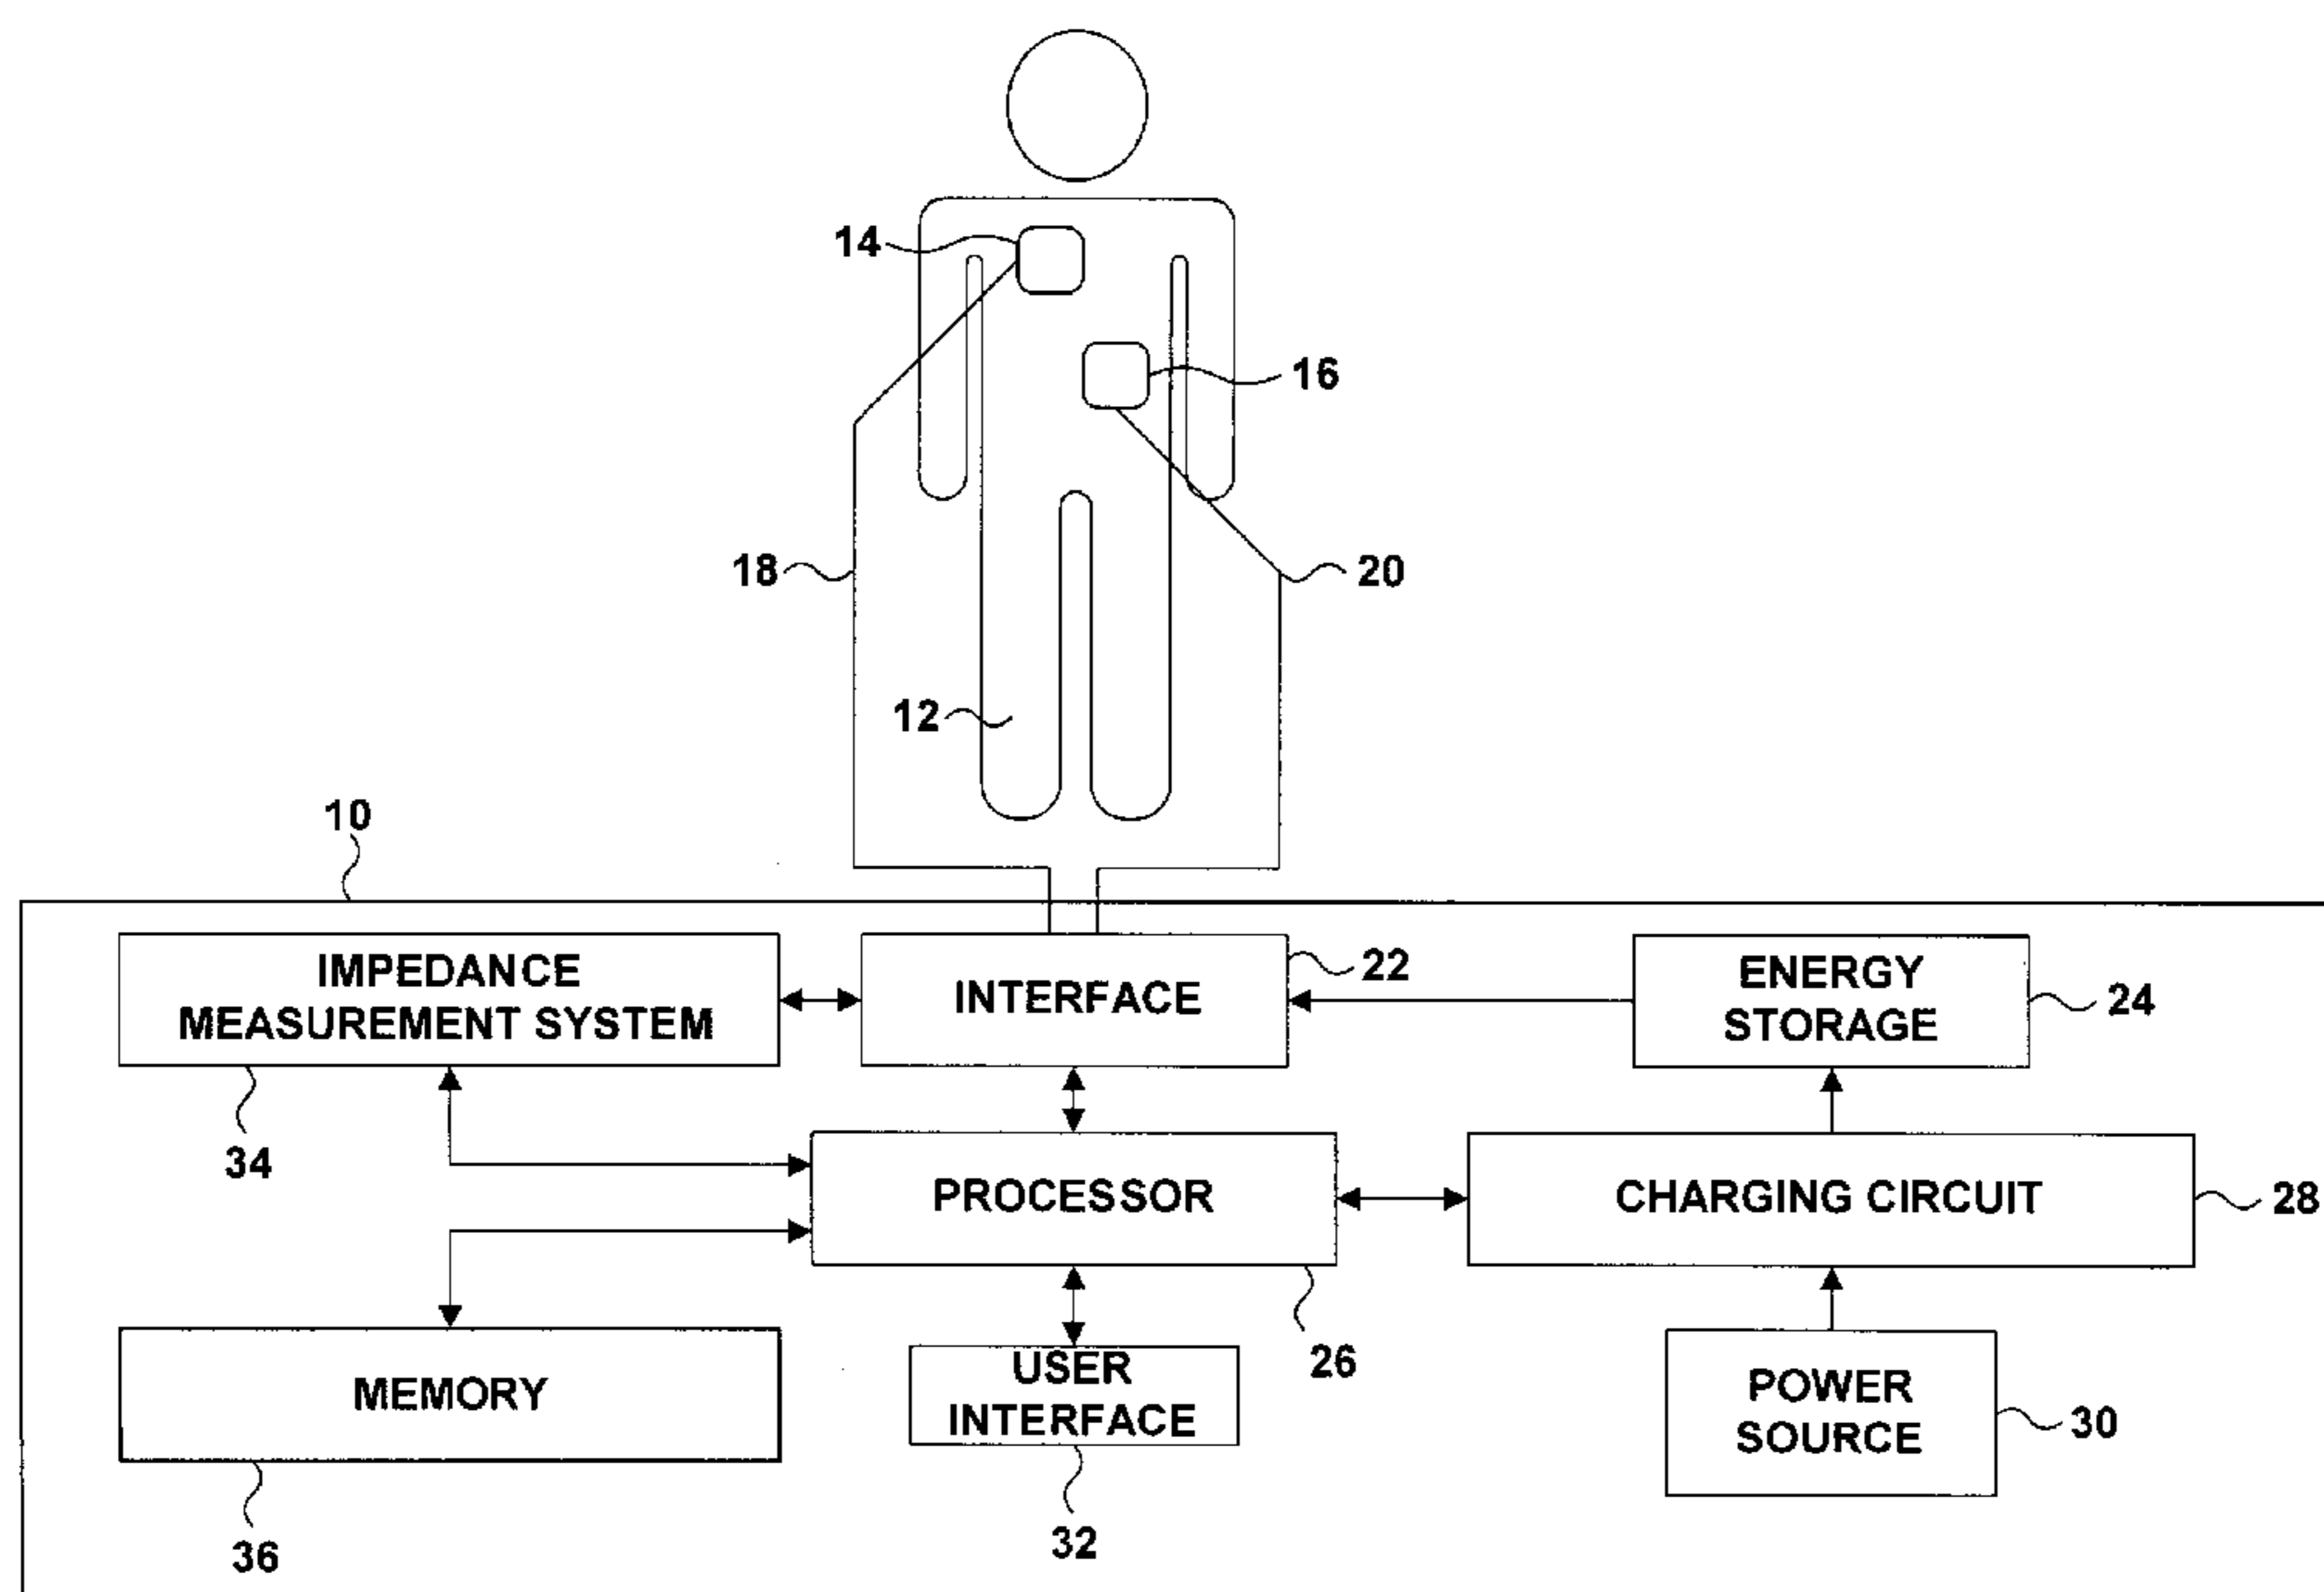 14
16
18
20
12
10
IMPEDANCE
MEASUREMENT SYSTEM
INTERFACE
22
ENERGY
STORAGE
24
34
PROCESSOR
CHARGING CIRCUIT
28
MEMORY
USER
INTERFACE
26
POWER
SOURCE
30
36
32